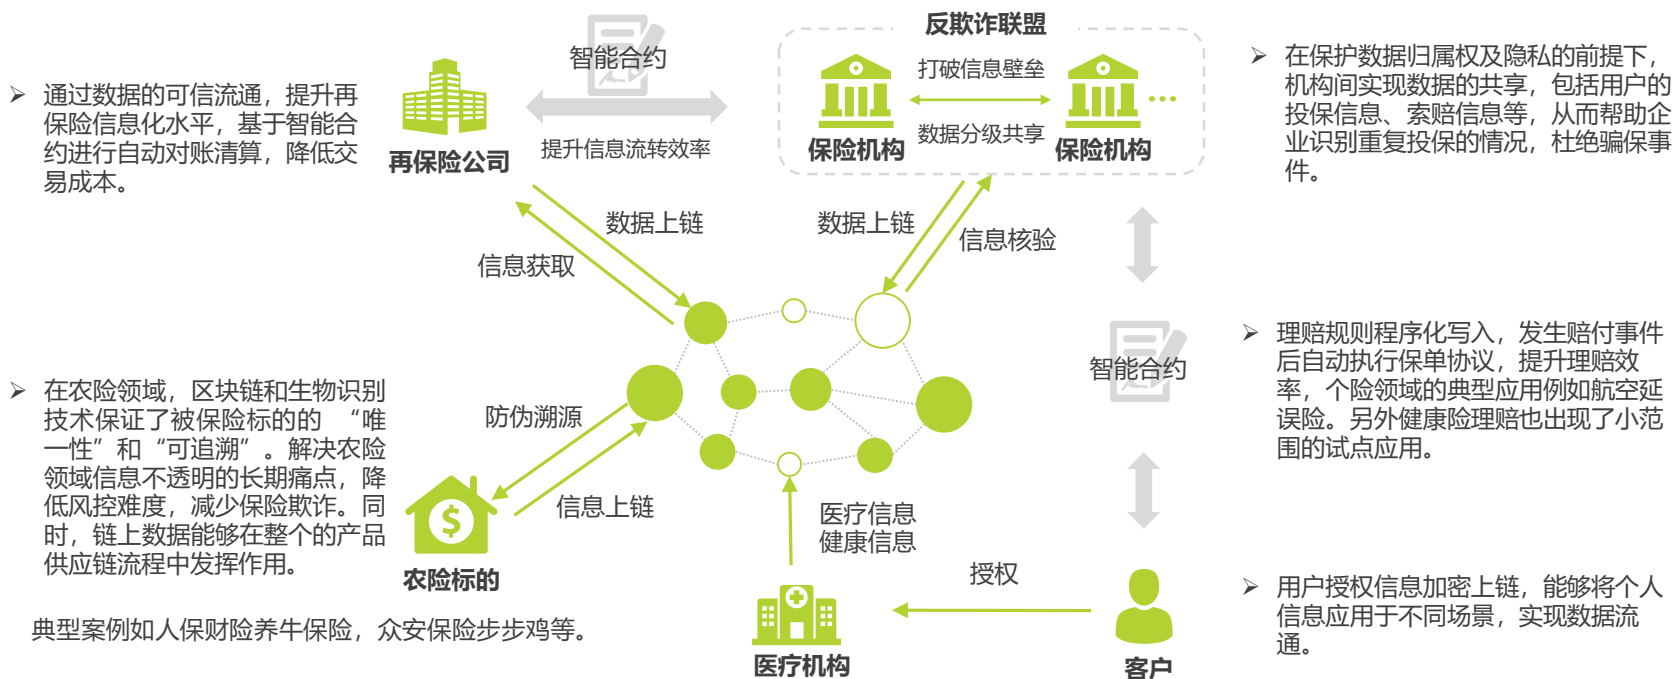 反欺诈联盟
智能合约
打破信息壁垒
数据分级共享
提升信息流转效率
再保险公司
保险机构
保险机构
➢ 通过数据的可信流通，提升再
保险信息化水平，基于智能合
约进行自动对账清算，降低交
易成本。
➢ 在保护数据归属权及隐私的前提下，
机构间实现数据的共享，包括用户的
投保信息、索赔信息等，从而帮助企
业识别重复投保的情况，杜绝骗保事
件。
数据上链
信息获取
数据上链
信息核验
智能合约
➢ 理赔规则程序化写入，发生赔付事件
后自动执行保单协议，提升理赔效
率，个险领域的典型应用例如航空延
误险。另外健康险理赔也出现了小范
围的试点应用。
➢ 在农险领域，区块链和生物识别
技术保证了被保险标的的 “唯
一性”和“可追溯”。解决农险
领域信息不透明的长期痛点，降
低风控难度，减少保险欺诈。同
时，链上数据能够在整个的产品
供应链流程中发挥作用。
防伪溯源
信息上链
$
农险标的
医疗信息
健康信息
授权
医疗机构
客户
➢ 用户授权信息加密上链，能够将个人
信息应用于不同场景，实现数据流
通。
典型案例如人保财险养牛保险，众安保险步步鸡等。